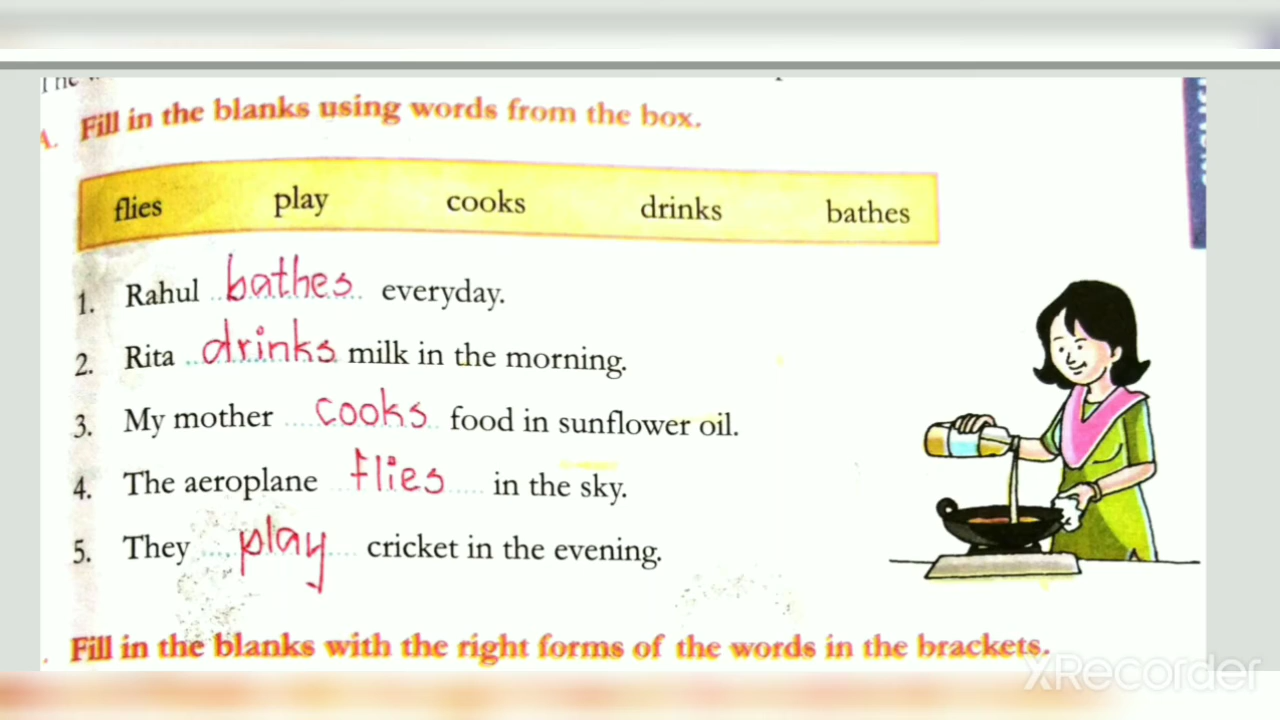 A. Fill in the blanks using words from the box.
flies play cooks drinks bathes
1. Rahul bathes everyday.
2. Rita drinks milk in the morning.
3. My mother cooks food in sunflower oil.
4. The aeroplane flies in the sky.
5. They play cricket in the evening.
Fill in the blanks with the right forms of the words in the brackets.
XRecorder